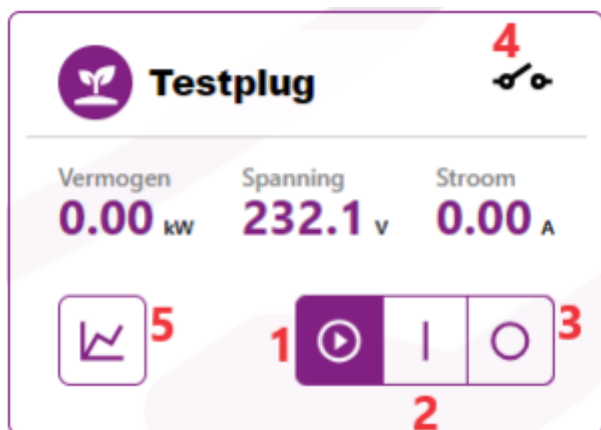 4
Testplug
Vermogen Spanning Stroom
0.00 kW 232.1 V 0.00 A
5 1 3
2